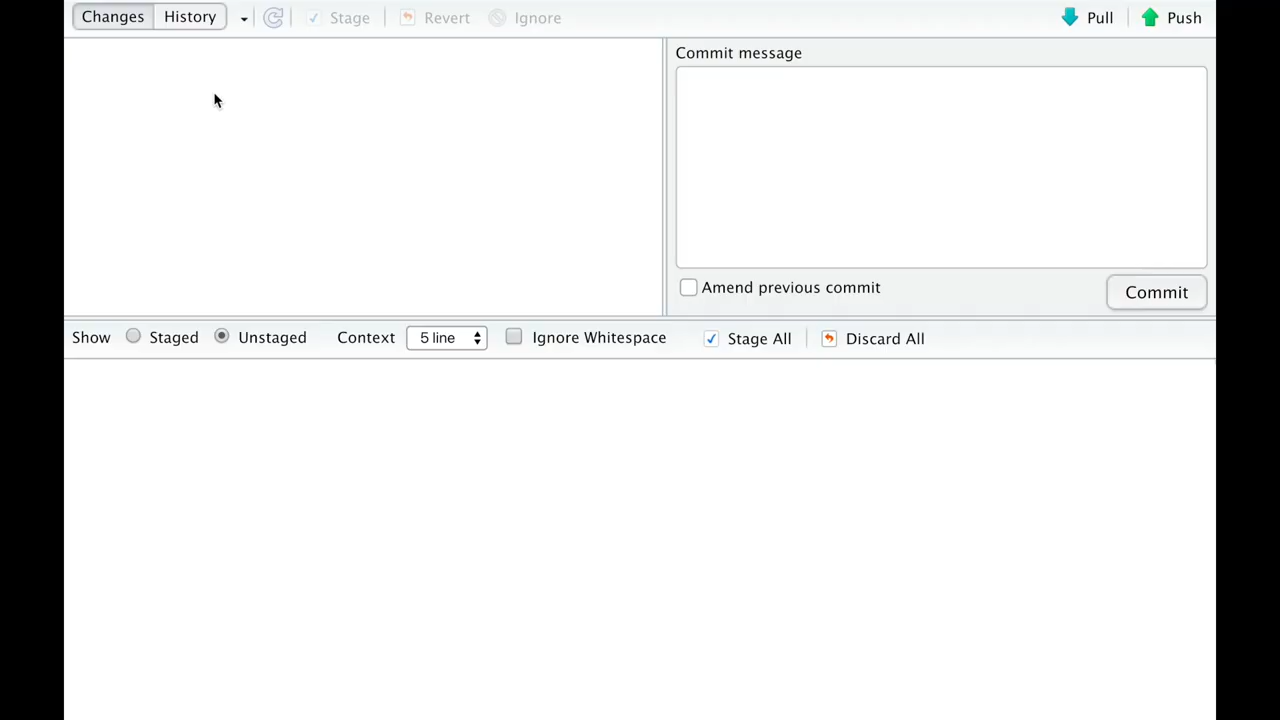 Changes History Stage Revert Ignore Pull Push
Commit message
Amend previous commit Commit
Show Staged Unstaged Context 5 line Ignore Whitespace Stage All Discard All